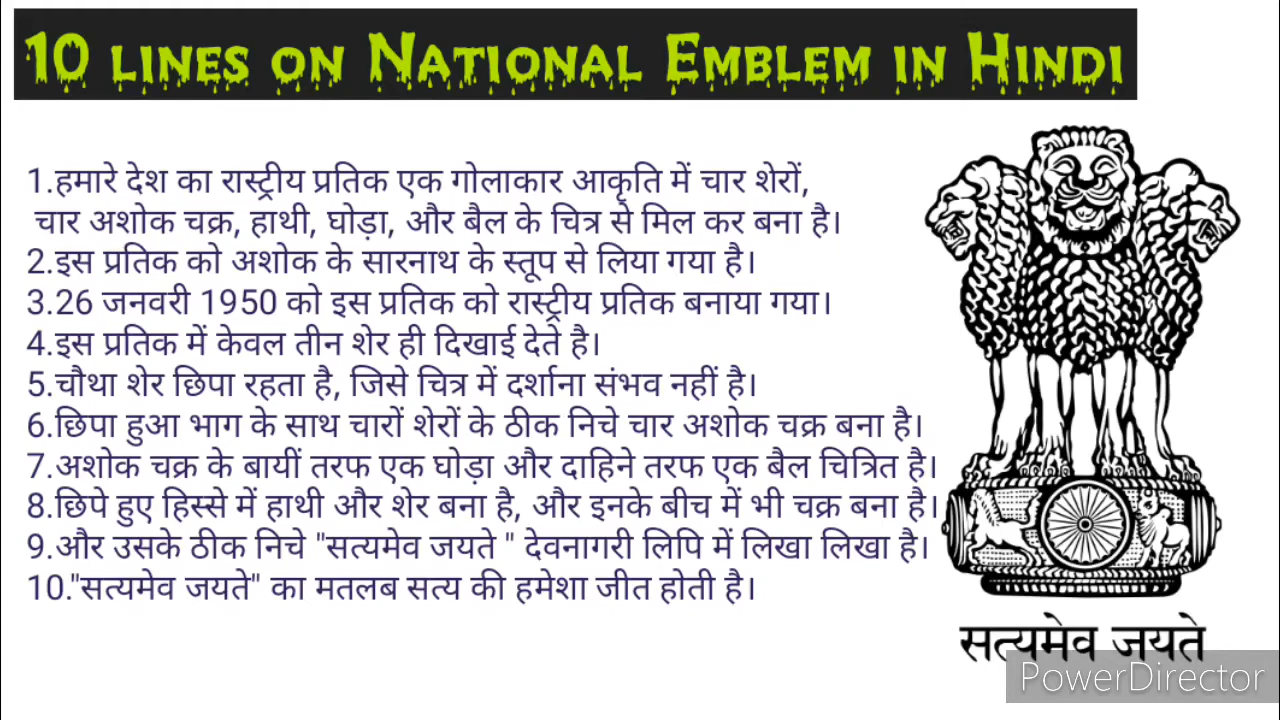 10 LINES ON NATIONAL EMBLEM IN HINDI
1.हमारे देश का रास्ट्रीय प्रतिक एक गोलाकार आकृति में चार शेरों,
चार अशोक चक्र, हाथी, घोड़ा, और बैल के चित्र से मिल कर बना है।
2.इस प्रतिक को अशोक के सारनाथ के स्तूप से लिया गया है।
3.26 जनवरी 1950 को इस प्रतिक को रास्ट्रीय प्रतिक बनाया गया।
4.इस प्रतिक में केवल तीन शेर ही दिखाई देते है।
5.चौथा शेर छिपा रहता है, जिसे चित्र में दर्शाना संभव नहीं है।
6.छिपा हुआ भाग के साथ चारों शेरों के ठीक निचे चार अशोक चक्र बना है।
7.अशोक चक्र के बायीं तरफ एक घोड़ा और दाहिने तरफ एक बैल चित्रित है।
8.छिपे हुए हिस्से में हाथी और शेर बना है, और इनके बीच में भी चक्र बना है।
9.और उसके ठीक निचे "सत्यमेव जयते " देवनागरी लिपि में लिखा लिखा है।
10."सत्यमेव जयते" का मतलब सत्य की हमेशा जीत होती है।
सत्यमेव जयते
PowerDirector